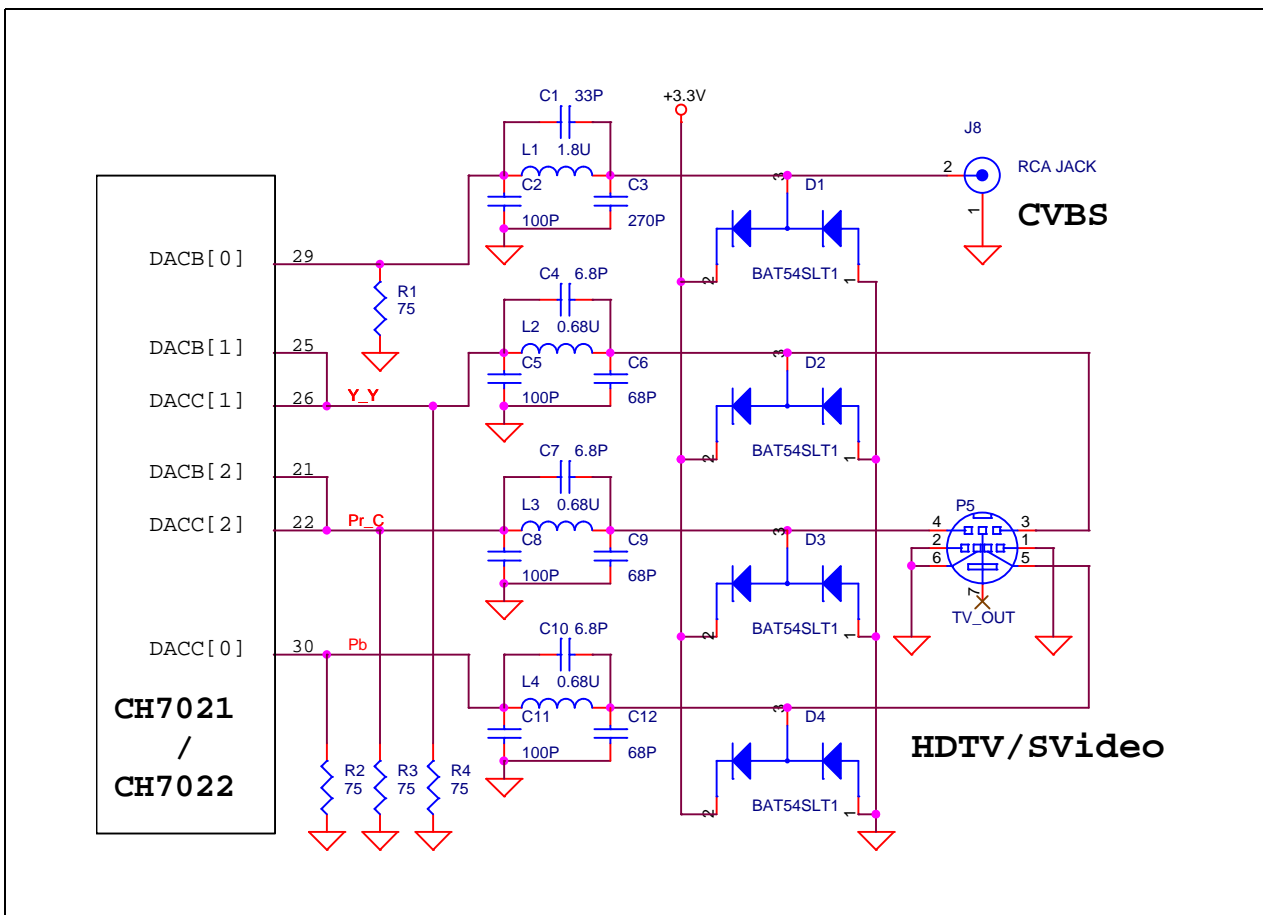 C1 33P
+3.3V
J8
L1 1.8U
2
RCA JACK
CVBS
1
C2
C3
3
D1
100P
270P
DACB[0] 29
2
BAT54SLT1
1
R1
75
C4 6.8P
L2 0.68U
DACB[1] 25
C5
C6
3
D2
DACC[1] 26
Y_Y
100P
68P
2
BAT54SLT1
1
DACB[2] 21
C7 6.8P
L3 0.68U
P5
DACC[2] 22
Pr_C
C8
C9
3
D3
4
3
2
1
6
5
100P
68P
7
TV_OUT
2
BAT54SLT1
1
C10 6.8P
DACC[0] 30
Pb
L4 0.68U
C11
C12
3
D4
CH7021
/
CH7022
100P
68P
HDTV/SVideo
R2
75
R3
75
R4
75
2
BAT54SLT1
1